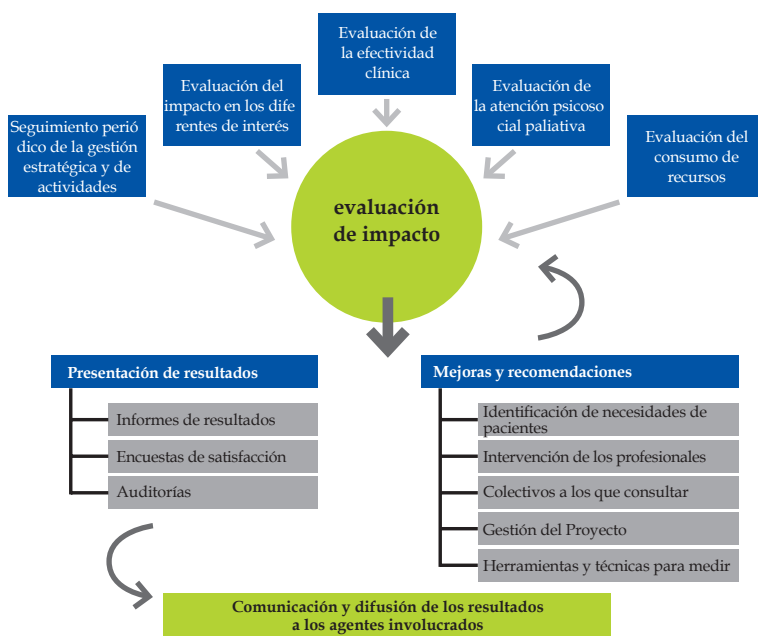 Evaluación de
la efectividad
clínica
Evaluación del
impacto en los dife
rentes de interés
Evaluación de
la atención psicoso
cial paliativa
Seguimiento perió
dico de la gestión
estratégica y de
actividades
Evaluación del
consumo de
recursos
evaluación
de impacto
Presentación de resultados
Informes de resultados
Encuestas de satisfacción
Auditorías
Mejoras y recomendaciones
Identificación de necesidades de
pacientes
Intervención de los profesionales
Colectivos a los que consultar
Gestión del Proyecto
Herramientas y técnicas para medir
Comunicación y difusión de los resultados
a los agentes involucrados